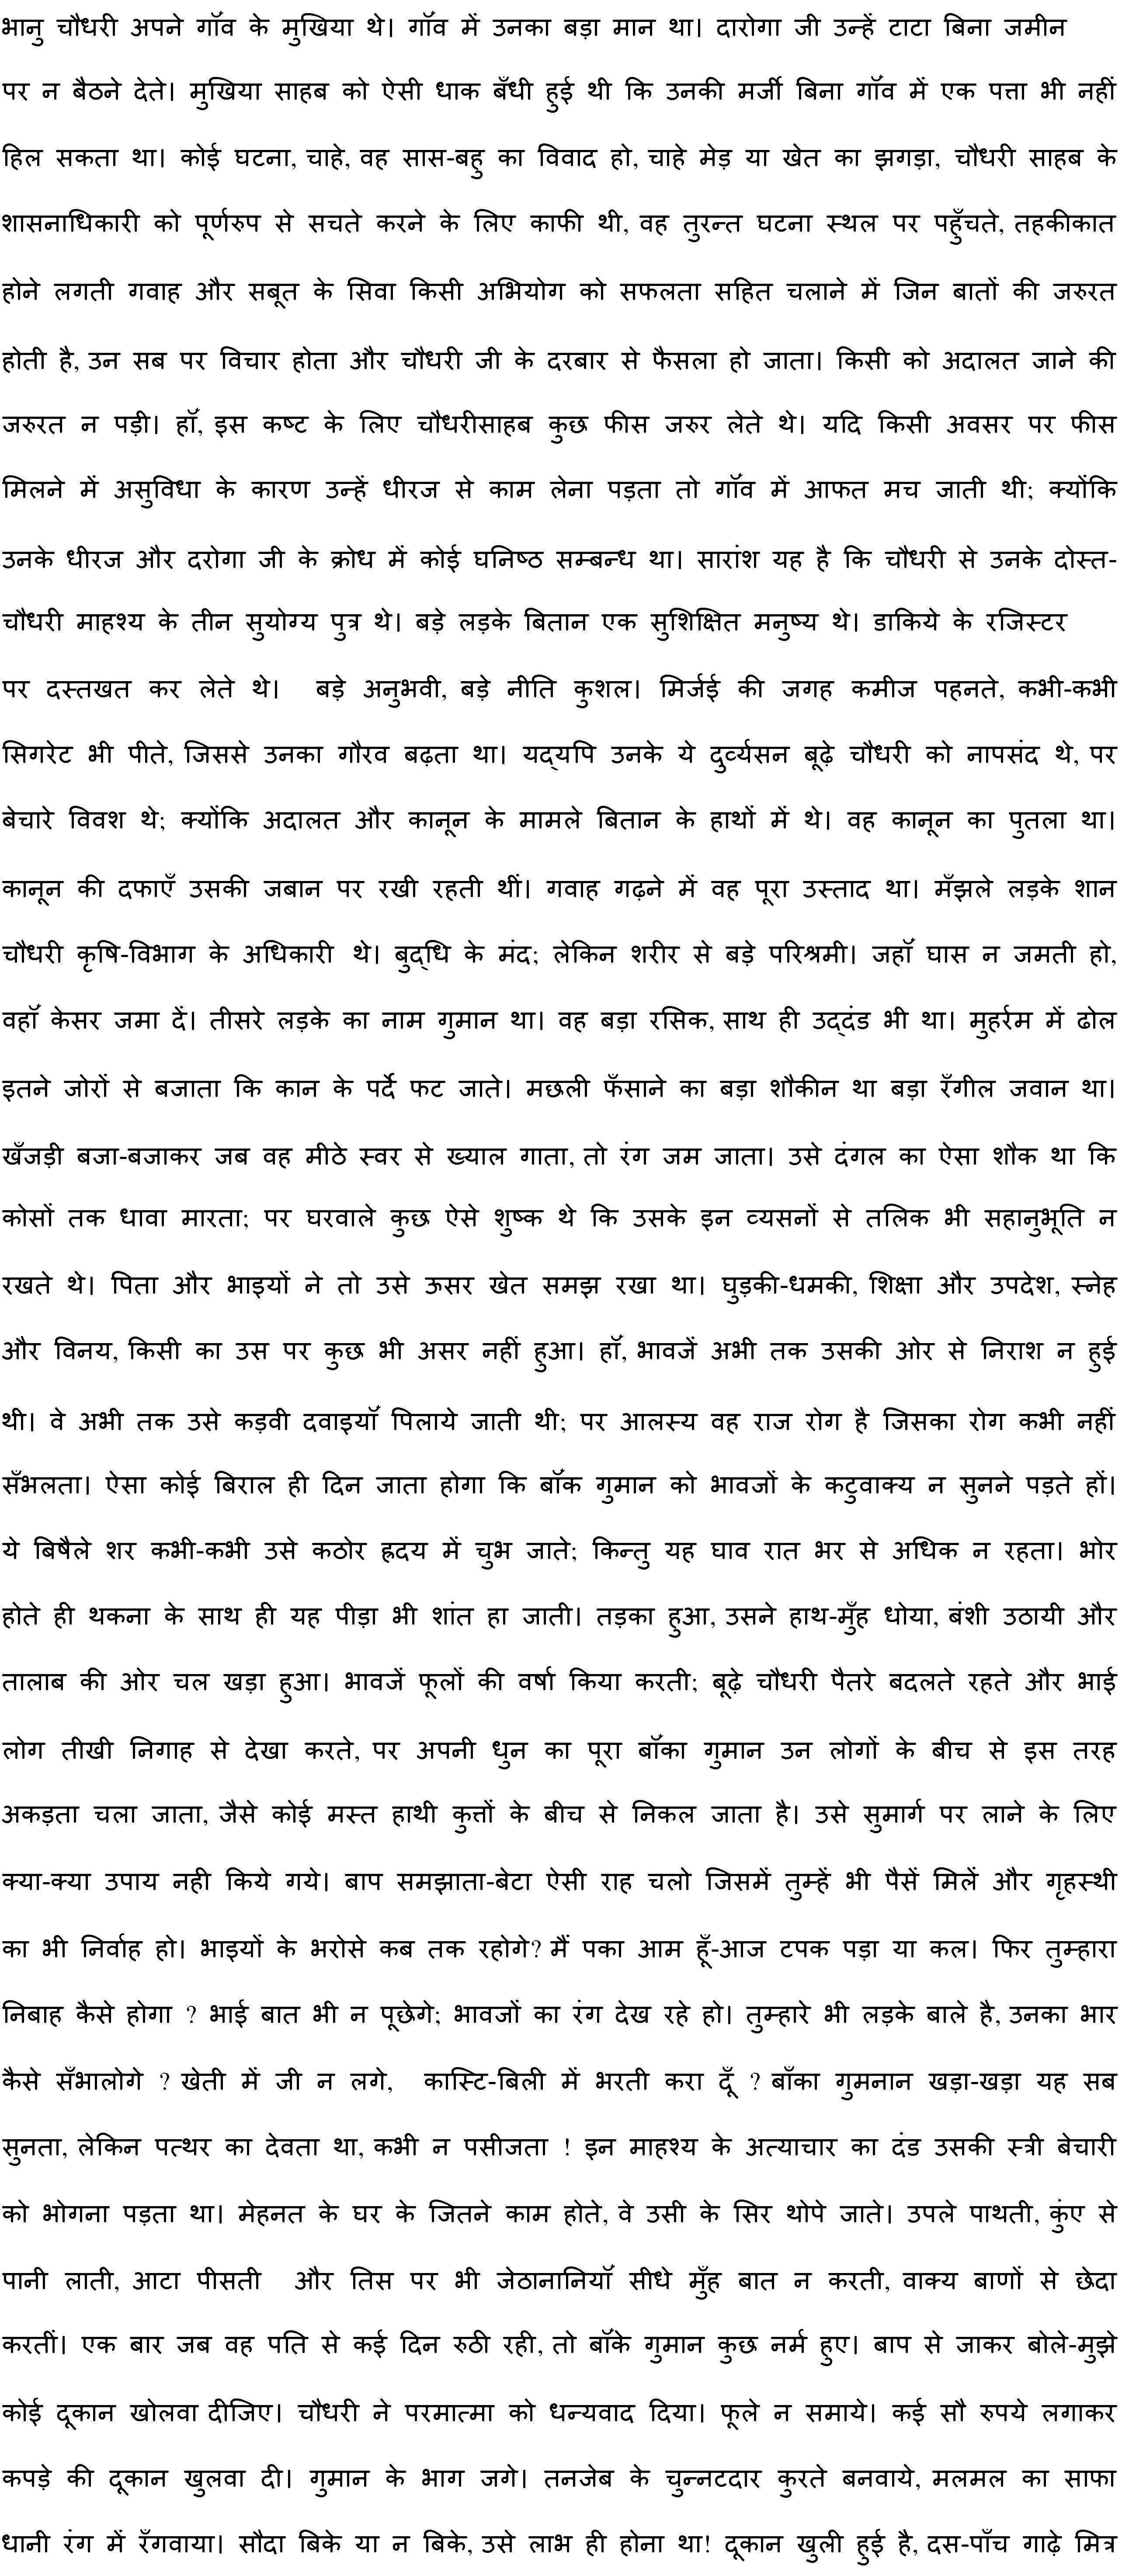 भानु चौधरी अपने गॉंव के मुखिया थे। गॉंव में उनका बड़ा मान था। दारोगा जी उन्हें टाटा बिना जमीन
पर न बैठने देते। मुखिया साहब को ऐसी धाक बँधी हुई थी कि उनकी मर्जी बिना गॉंव में एक पत्ता भी नहीं
हिल सकता था। कोई घटना, चाहे, वह सास-बहु का विवाद हो, चाहे मेड़ या खेत का झगड़ा, चौधरी साहब के
शासनाधिकारी को पूर्णरुप से सचते करने के लिए काफी थी, वह तुरन्त घटना स्थल पर पहुँचते, तहकीकात
होने लगती गवाह और सबूत के सिवा किसी अभियोग को सफलता सहित चलाने में जिन बातों की जरुरत
होती है, उन सब पर विचार होता और चौधरी जी के दरबार से फैसला हो जाता। किसी को अदालत जाने की
जरुरत न पड़ी। हॉं, इस कष्ट के लिए चौधरीसाहब कुछ फीस जरुर लेते थे। यदि किसी अवसर पर फीस
मिलने में असुविधा के कारण उन्हें धीरज से काम लेना पड़ता तो गॉंव में आफत मच जाती थी; क्योंकि
उनके धीरज और दरोगा जी के क्रोध में कोई घनिष्ठ सम्बन्ध था। सारांश यह है कि चौधरी से उनके दोस्त-
चौधरी माहश्य के तीन सुयोग्य पुत्र थे। बड़े लड़के बितान एक सुशिक्षित मनुष्य थे। डाकिये के रजिस्टर
पर दस्तखत कर लेते थे। बड़े अनुभवी, बड़े नीति कुशल। मिर्जई की जगह कमीज पहनते, कभी-कभी
सिगरेट भी पीते, जिससे उनका गौरव बढ़ता था। यद्यपि उनके ये दुर्व्यसन बूढ़े चौधरी को नापसंद थे, पर
बेचारे विवश थे; क्योंकि अदालत और कानून के मामले बितान के हाथों में थे। वह कानून का पुतला था।
कानून की दफाएँ उसकी जबान पर रखी रहती थीं। गवाह गढ़ने में वह पूरा उस्ताद था। मँझले लड़के शान
चौधरी कृषि-विभाग के अधिकारी थे। बुद्धि के मंद; लेकिन शरीर से बड़े परिश्रमी। जहॉं घास न जमती हो,
वहॉं केसर जमा दें। तीसरे लड़के का नाम गुमान था। वह बड़ा रसिक, साथ ही उद्दंड भी था। मुहर्रम में ढोल
इतने जोरों से बजाता कि कान के पर्दे फट जाते। मछली फँसाने का बड़ा शौकीन था बड़ा रँगील जवान था।
खँजड़ी बजा-बजाकर जब वह मीठे स्वर से ख्याल गाता, तो रंग जम जाता। उसे दंगल का ऐसा शौक था कि
कोसों तक धावा मारता; पर घरवाले कुछ ऐसे शुष्क थे कि उसके इन व्यसनों से तलिक भी सहानुभूति न
रखते थे। पिता और भाइयों ने तो उसे ऊसर खेत समझ रखा था। घुड़की-धमकी, शिक्षा और उपदेश, स्नेह
और विनय, किसी का उस पर कुछ भी असर नहीं हुआ। हॉं, भावजें अभी तक उसकी ओर से निराश न हुई
थी। वे अभी तक उसे कड़वी दवाइयॉं पिलाये जाती थी; पर आलस्य वह राज रोग है जिसका रोग कभी नहीं
सँभलता। ऐसा कोई बिराल ही दिन जाता होगा कि बॉंक गुमान को भावजों के कटुवाक्य न सुनने पड़ते हों।
ये बिषैले शर कभी-कभी उसे कठोर ह्रदय में चुभ जाते; किन्तु यह घाव रात भर से अधिक न रहता। भोर
होते ही थकना के साथ ही यह पीड़ा भी शांत हा जाती। तड़का हुआ, उसने हाथ-मुँह धोया, बंशी उठायी और
तालाब की ओर चल खड़ा हुआ। भावजें फूलों की वर्षा किया करती; बूढ़े चौधरी पैतरे बदलते रहते और भाई
लोग तीखी निगाह से देखा करते, पर अपनी धुन का पूरा बॉंका गुमान उन लोगों के बीच से इस तरह
अकड़ता चला जाता, जैसे कोई मस्त हाथी कुत्तों के बीच से निकल जाता है। उसे सुमार्ग पर लाने के लिए
क्या-क्या उपाय नही किये गये। बाप समझाता-बेटा ऐसी राह चलो जिसमें तुम्हें भी पैसें मिलें और गृहस्थी
का भी निर्वाह हो। भाइयों के भरोसे कब तक रहोगे? मैं पका आम हूँ-आज टपक पड़ा या कल। फिर तुम्हारा
निबाह कैसे होगा ? भाई बात भी न पूछेगे; भावजों का रंग देख रहे हो। तुम्हारे भी लड़के बाले है, उनका भार
कैसे सँभालोगे ? खेती में जी न लगे, कास्टि-बिली में भरती करा दूँ ? बाँका गुमनान खड़ा-खड़ा यह सब
सुनता, लेकिन पत्थर का देवता था, कभी न पसीजता ! इन माहश्य के अत्याचार का दंड उसकी स्त्री बेचारी
को भोगना पड़ता था। मेहनत के घर के जितने काम होते, वे उसी के सिर थोपे जाते। उपले पाथती, कुंए से
पानी लाती, आटा पीसती और तिस पर भी जेठानानियॉं सीधे मुँह बात न करती, वाक्य बाणों से छेदा
करतीं। एक बार जब वह पति से कई दिन रुठी रही, तो बॉंके गुमान कुछ नर्म हुए। बाप से जाकर बोले-मुझे
कोई दूकान खोलवा दीजिए। चौधरी ने परमात्मा को धन्यवाद दिया। फूले न समाये। कई सौ रुपये लगाकर
कपड़े की दूकान खुलवा दी। गुमान के भाग जगे। तनजेब के चुन्नटदार कुरते बनवाये, मलमल का साफा
धानी रंग में रँगवाया। सौदा बिके या न बिके, उसे लाभ ही होना था! दूकान खुली हुई है, दस-पाँच गाढ़े मित्र